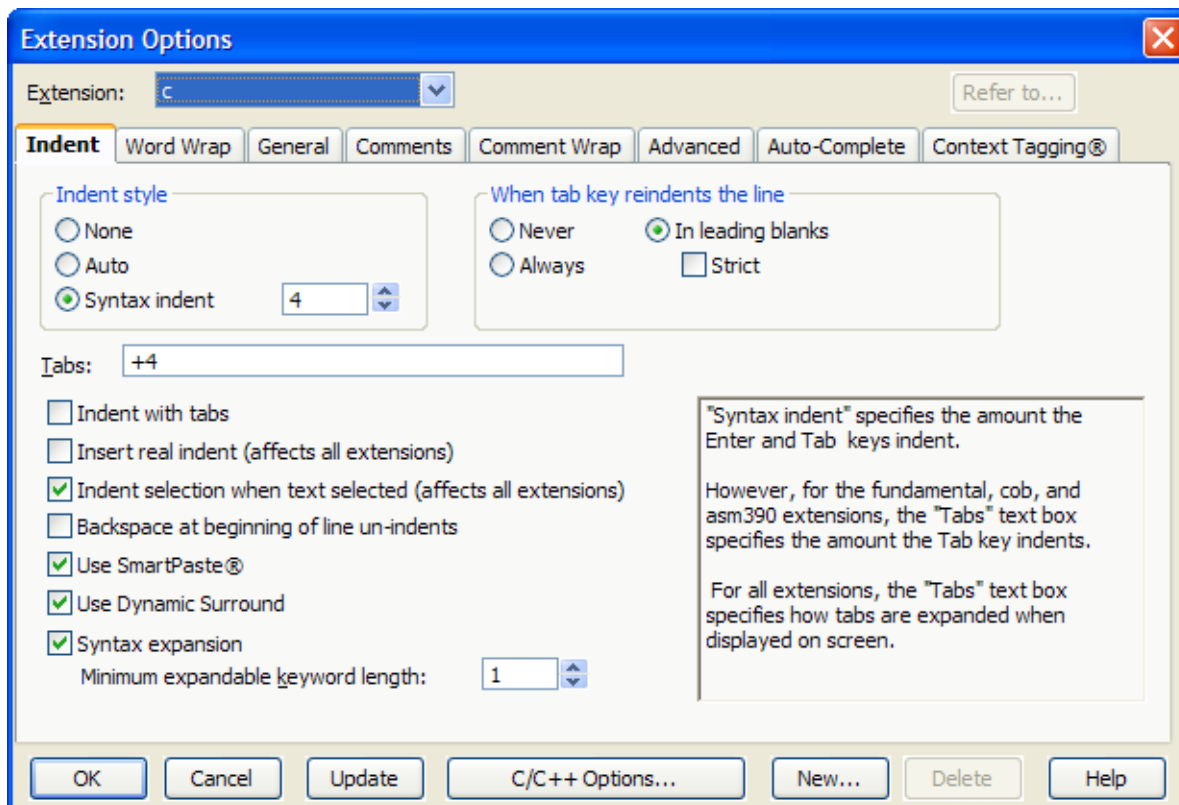 Extension Options
Extension: c Refer to...
Indent Word Wrap General Comments Comment Wrap Advanced Auto-Complete Context Tagging®
Indent style
None
Auto
Syntax indent 4
When tab key reindents the line
Never In leading blanks
Always Strict
Tabs: +4
Indent with tabs
Insert real indent (affects all extensions)
Indent selection when text selected (affects all extensions)
Backspace at beginning of line un-indents
Use SmartPaste®
Use Dynamic Surround
Syntax expansion
Minimum expandable keyword length: 1
"Syntax indent" specifies the amount the
Enter and Tab  keys indent.
However, for the fundamental, cob, and
asm390 extensions, the "Tabs" text box
specifies the amount the Tab key indents.
For all extensions, the "Tabs" text box
specifies how tabs are expanded when
displayed on screen.
OK Cancel Update C/C++ Options... New... Delete Help